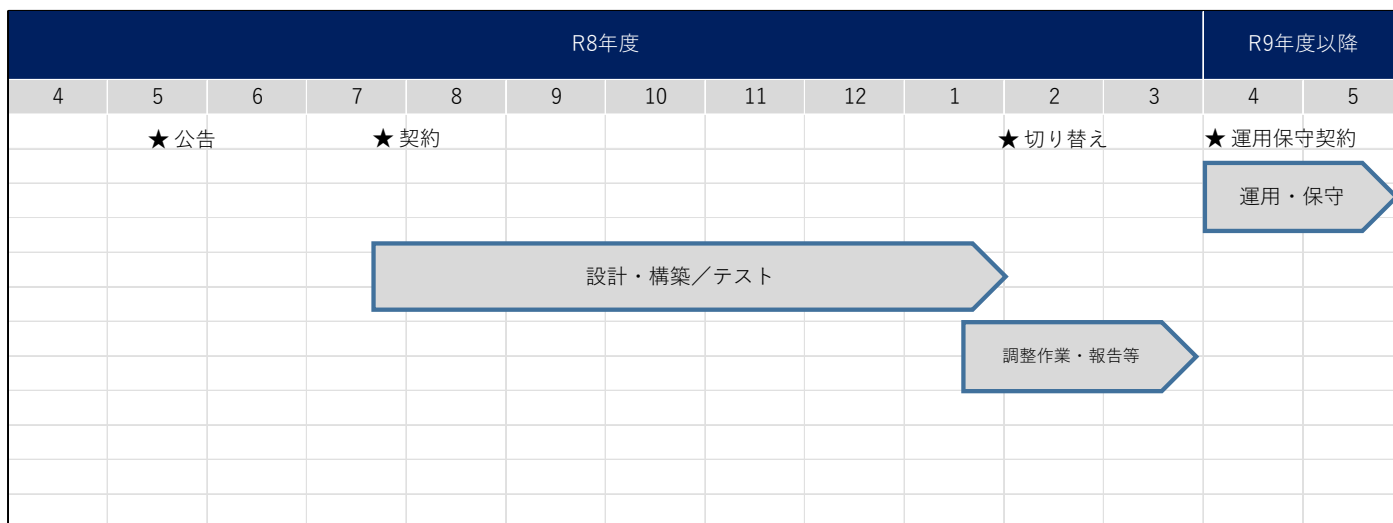 R8年度 R9年度以降
4 5 6 7 8 9 10 11 12 1 2 3 4 5
★ 公告 ★ 契約 ★ 切り替え ★ 運用保守契約
運用・保守
設計・構築／テスト
調整作業・報告等